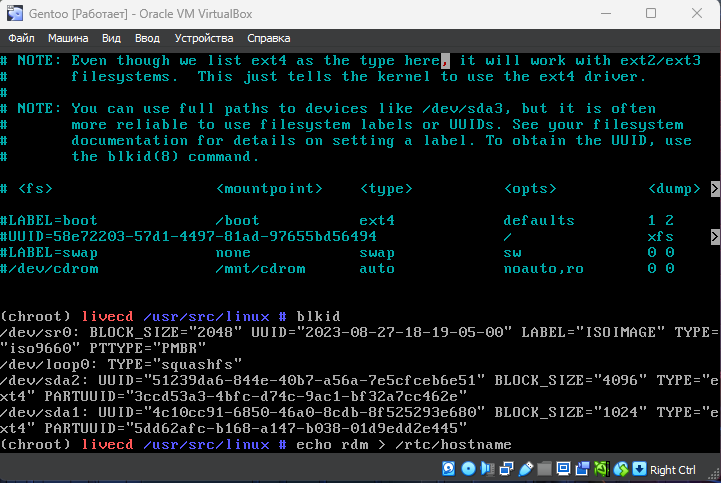 Gentoo [Работает] - Oracle VM VirtualBox
Файл Машина Вид Ввод Устройства Справка
# NOTE: Even though we list ext4 as the type here, it will work with ext2/ext3
#       filesystems.  This just tells the kernel to use the ext4 driver.
#
# NOTE: You can use full paths to devices like /dev/sda3, but it is often
#       more reliable to use filesystem labels or UUIDs. See your filesystem
#       documentation for details on setting a label. To obtain the UUID, use
#       the blkid(8) command.
#
# <fs>                  <mountpoint>    <type>          <opts>          <dump> >
#LABEL=boot             /boot           ext4            defaults        1 2
#UUID=58e72203-57d1-4497-81ad-97655bd56494              /               xfs    >
#LABEL=swap             none            swap            sw              0 0
#/dev/cdrom             /mnt/cdrom      auto            noauto,ro       0 0
(chroot) livecd /usr/src/linux # blkid
/dev/sr0: BLOCK_SIZE="2048" UUID="2023-08-27-18-19-05-00" LABEL="ISOIMAGE" TYPE=
"iso9660" PTTYPE="PMBR"
/dev/loop0: TYPE="squashfs"
/dev/sda2: UUID="51239da6-844e-40b7-a56a-7e5cfceb6e51" BLOCK_SIZE="4096" TYPE="e
xt4" PARTUUID="3ccd53a3-4bfc-d74c-9ac1-bf32a7cc462e"
/dev/sda1: UUID="4c10cc91-6850-46a0-8cdb-8f525293e680" BLOCK_SIZE="1024" TYPE="e
xt4" PARTUUID="5dd62afc-b168-a147-b038-01d9edd2e445"
(chroot) livecd /usr/src/linux # echo rdm > /rtc/hostname
Right Ctrl